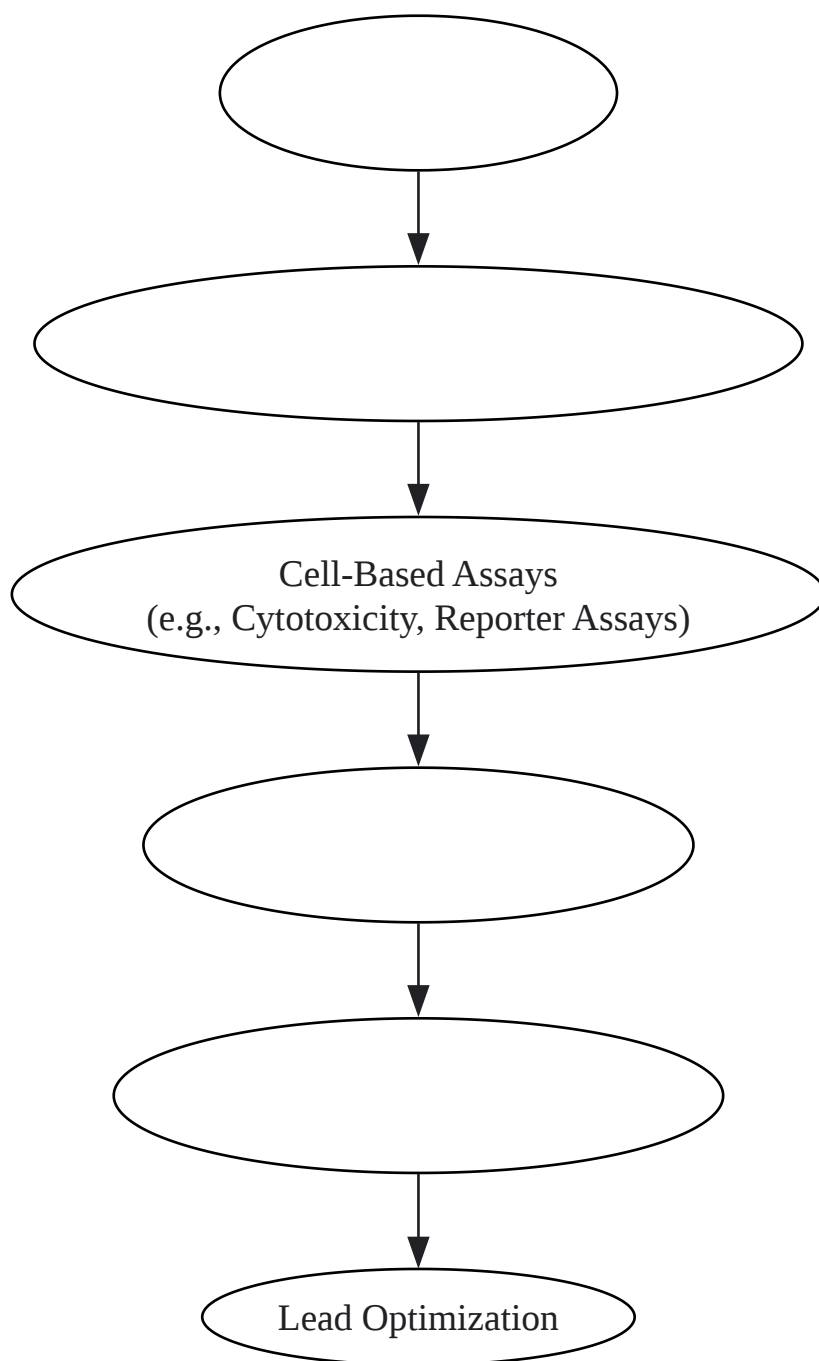 Cell-Based Assays
(e.g., Cytotoxicity, Reporter Assays)
Lead Optimization